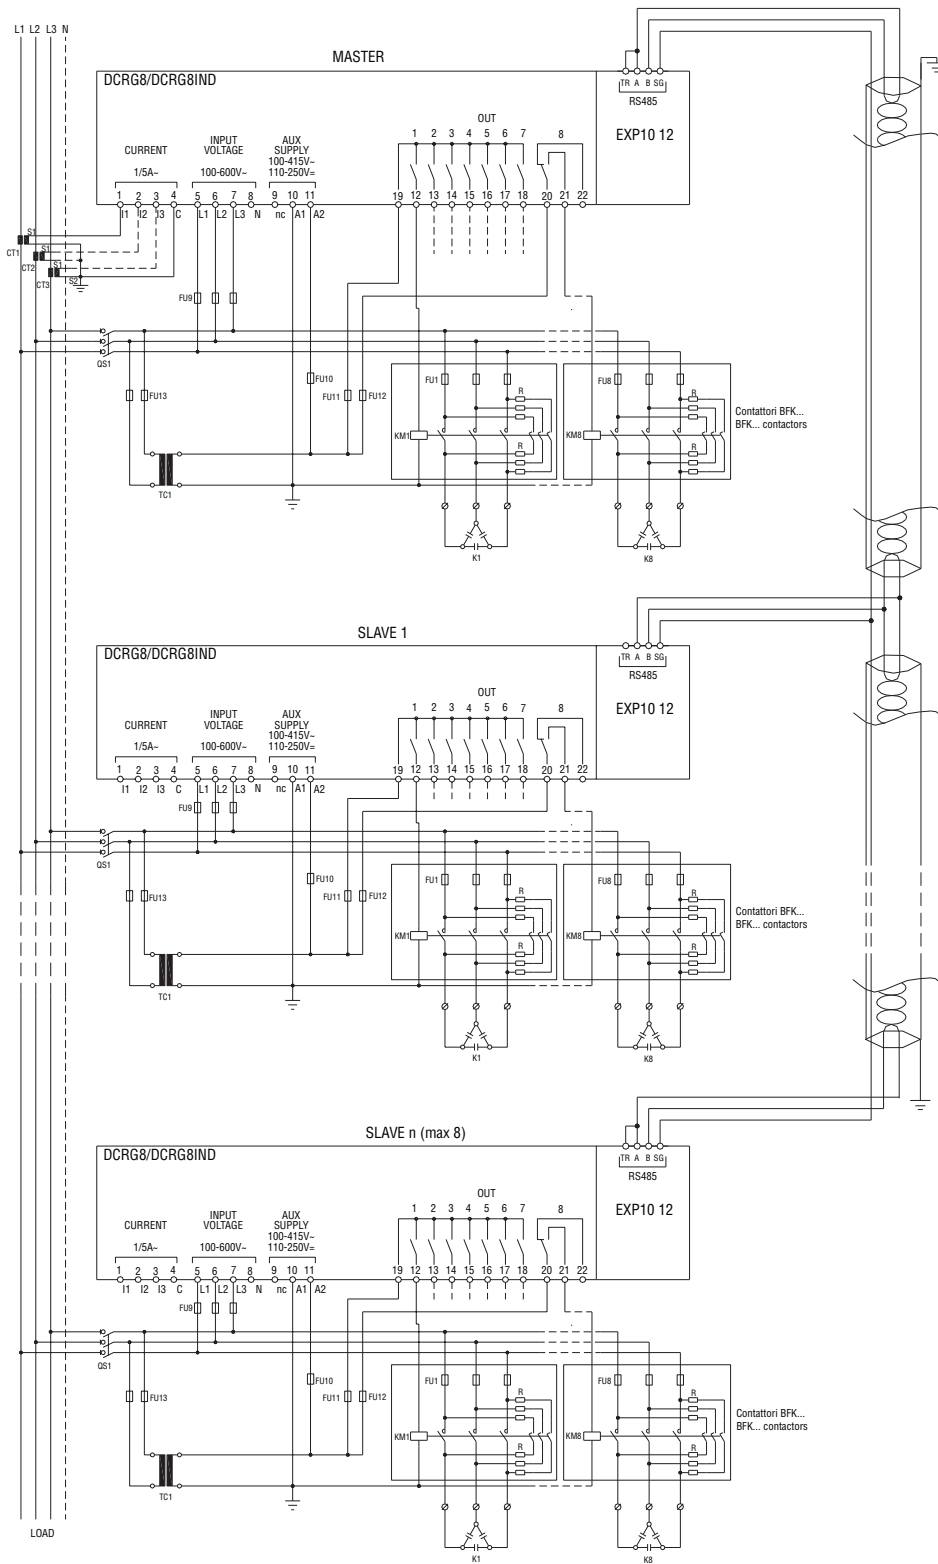 L1 L2 L3 N
MASTER
DCRG8/DCRG8IND
TR A B SG
RS485
EXP10 12
OUT
1 2 3 4 5 6 7 8
CURRENT
1/5A~
INPUT
VOLTAGE
100-600V~
AUX
SUPPLY
100-415V~
110-250V=
1 2 3 4 5 6 7 8 9 10 11 19 12 13 14 15 16 17 18 20 21 22
I1 I2 I3 C L1 L2 L3 N nc A1 A2
S1
CT1
S1
CT2
S1
CT3
S2
FU9
QS1
FU13
FU10
FU11
FU12
FU1
R
KM1
R
FU8
R
KM8
R
Contattori BFK...
BFK... contactors
TC1
K1
K8
SLAVE 1
DCRG8/DCRG8IND
TR A B SG
RS485
EXP10 12
OUT
1 2 3 4 5 6 7 8
CURRENT
1/5A~
INPUT
VOLTAGE
100-600V~
AUX
SUPPLY
100-415V~
110-250V=
1 2 3 4 5 6 7 8 9 10 11 19 12 13 14 15 16 17 18 20 21 22
I1 I2 I3 C L1 L2 L3 N nc A1 A2
FU9
QS1
FU13
FU10
FU11
FU12
FU1
R
KM1
R
FU8
R
KM8
R
Contattori BFK...
BFK... contactors
TC1
K1
K8
SLAVE n (max 8)
DCRG8/DCRG8IND
TR A B SG
RS485
EXP10 12
OUT
1 2 3 4 5 6 7 8
CURRENT
1/5A~
INPUT
VOLTAGE
100-600V~
AUX
SUPPLY
100-415V~
110-250V=
1 2 3 4 5 6 7 8 9 10 11 19 12 13 14 15 16 17 18 20 21 22
I1 I2 I3 C L1 L2 L3 N nc A1 A2
FU9
QS1
FU13
FU10
FU11
FU12
FU1
R
KM1
R
FU8
R
KM8
R
Contattori BFK...
BFK... contactors
TC1
LOAD
K1
K8